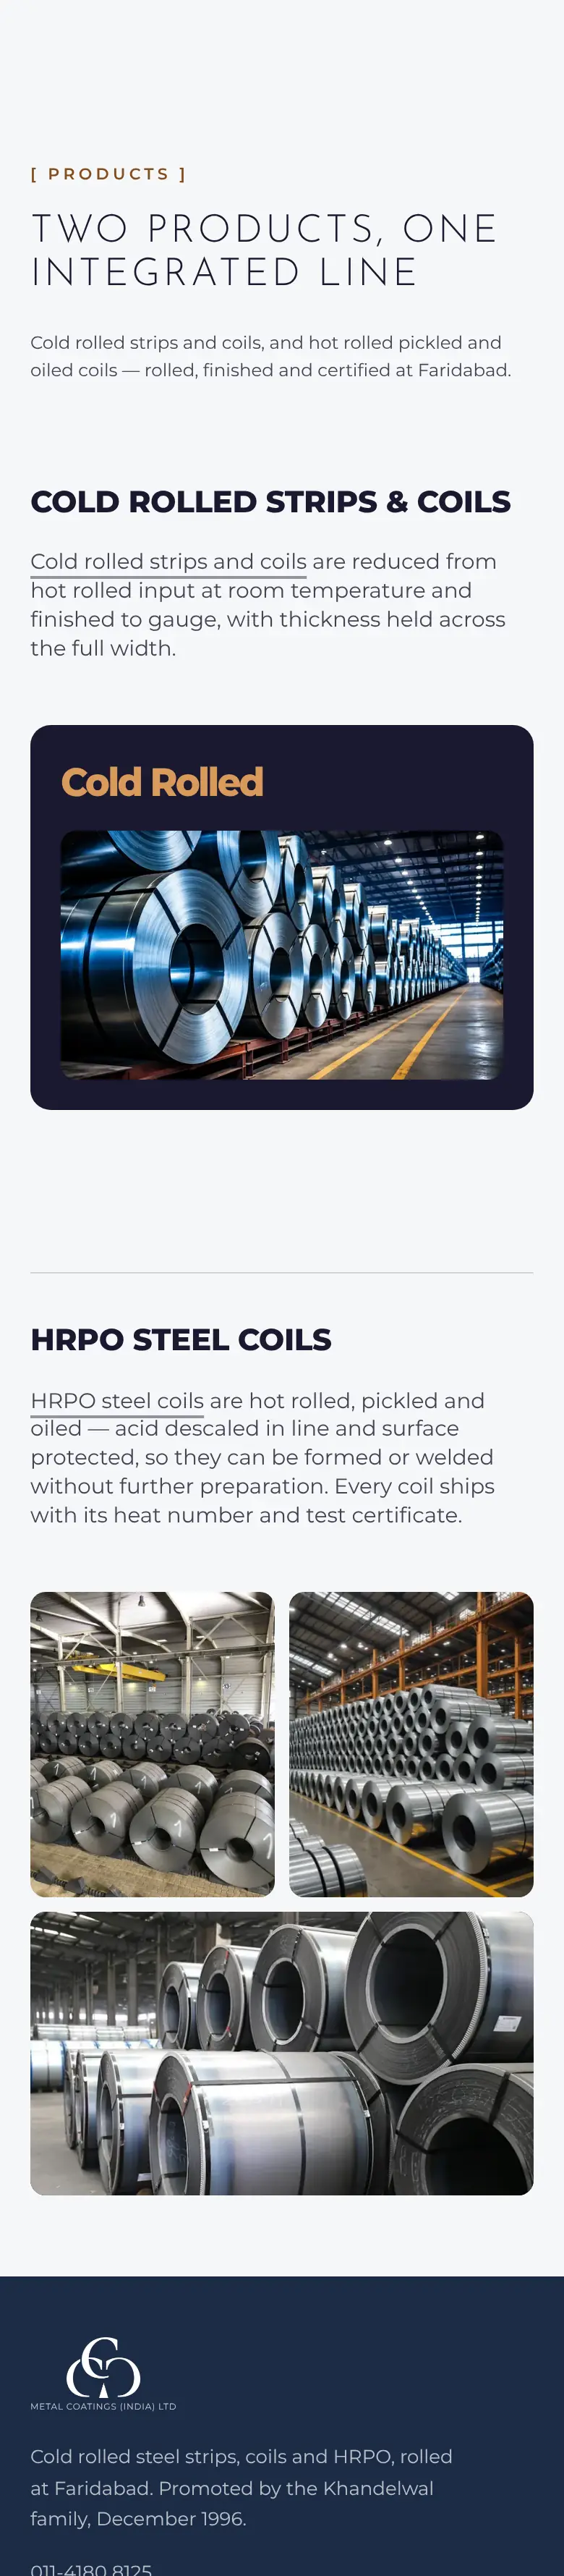 [ PRODUCTS ]
TWO PRODUCTS, ONE
INTEGRATED LINE
Cold rolled strips and coils, and hot rolled pickled and
oiled coils — rolled, finished and certified at Faridabad.
COLD ROLLED STRIPS & COILS
Cold rolled strips and coils are reduced from
hot rolled input at room temperature and
finished to gauge, with thickness held across
the full width.
Cold Rolled
HRPO STEEL COILS
HRPO steel coils are hot rolled, pickled and
oiled — acid descaled in line and surface
protected, so they can be formed or welded
without further preparation. Every coil ships
with its heat number and test certificate.
METAL COATINGS (INDIA) LTD
Cold rolled steel strips, coils and HRPO, rolled
at Faridabad. Promoted by the Khandelwal
family, December 1996.
011-4180 8125